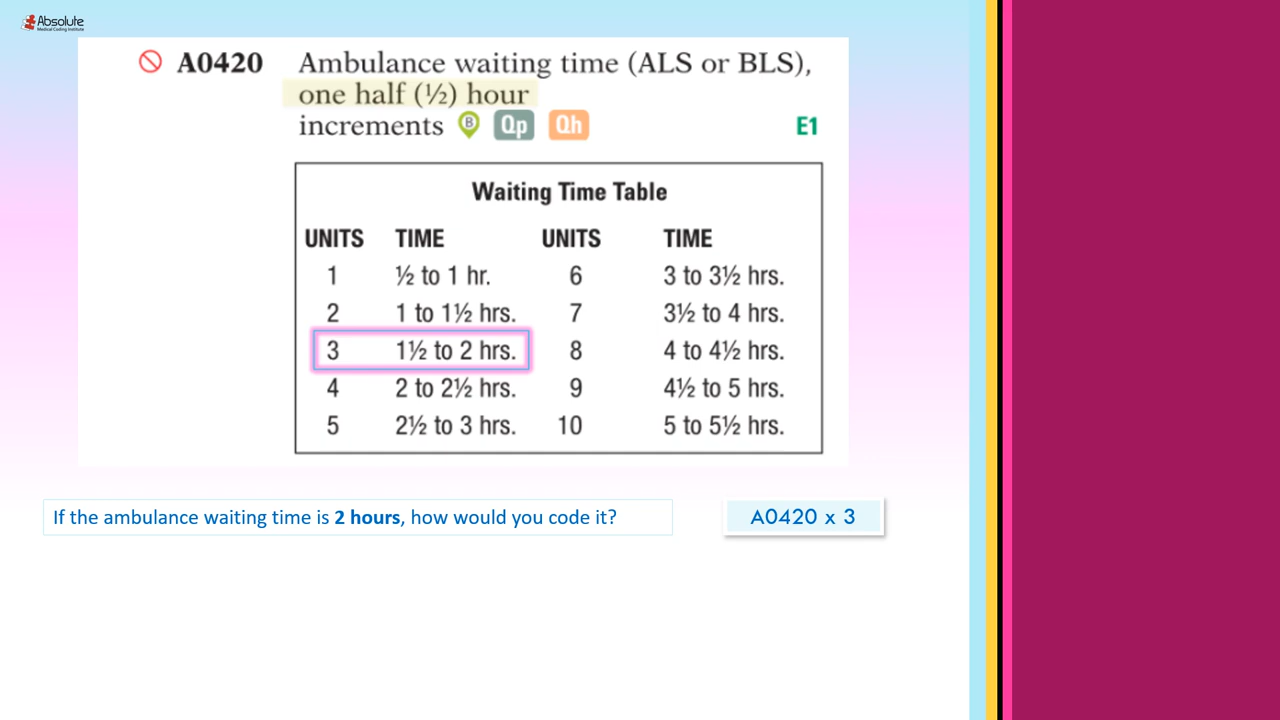 Absolute
Medical Coding Institute
A0420 Ambulance waiting time (ALS or BLS),
one half (½) hour
increments B Qp Qh E1
Waiting Time Table
UNITS TIME UNITS TIME
1 ½ to 1 hr. 6 3 to 3½ hrs.
2 1 to 1½ hrs. 7 3½ to 4 hrs.
3 1½ to 2 hrs. 8 4 to 4½ hrs.
4 2 to 2½ hrs. 9 4½ to 5 hrs.
5 2½ to 3 hrs. 10 5 to 5½ hrs.
If the ambulance waiting time is 2 hours, how would you code it? A0420 x 3